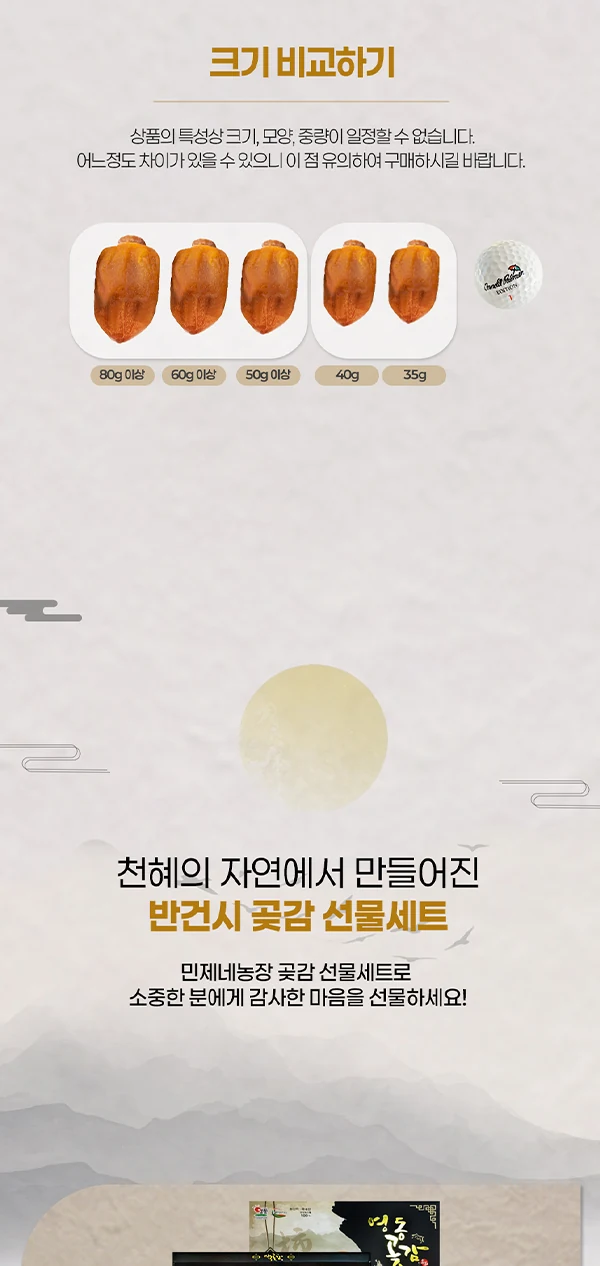 크기 비교하기
상품의 특성상 크기, 모양, 중량이 일정할 수 없습니다.
어느정도 차이가 있을 수 있으니 이 점 유의하여 구매하시길 바랍니다.
80g 이상
60g 이상
50g 이상
40g
35g
천혜의 자연에서 만들어진
반건시 곶감 선물세트
민제네농장 곶감 선물세트로
소중한 분에게 감사한 마음을 선물하세요!
영동
곶감